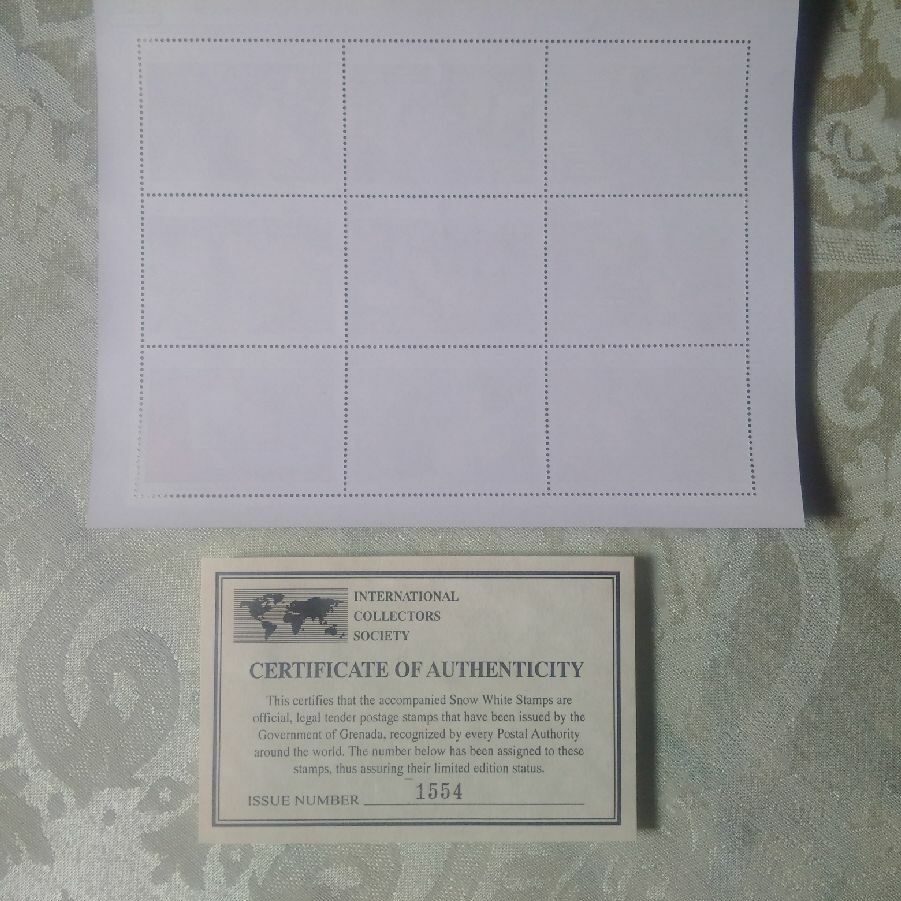 INTERNATIONAL
COLLECTORS
SOCIETY
CERTIFICATE OF AUTHENTICITY
This certifies that the accompanied Snow White Stamps are
official, legal tender postage stamps that have been issued by the
Government of Grenada, recognized by every Postal Authority
around the world. The number below has been assigned to these
stamps, thus assuring their limited edition status.
ISSUE NUMBER 1554